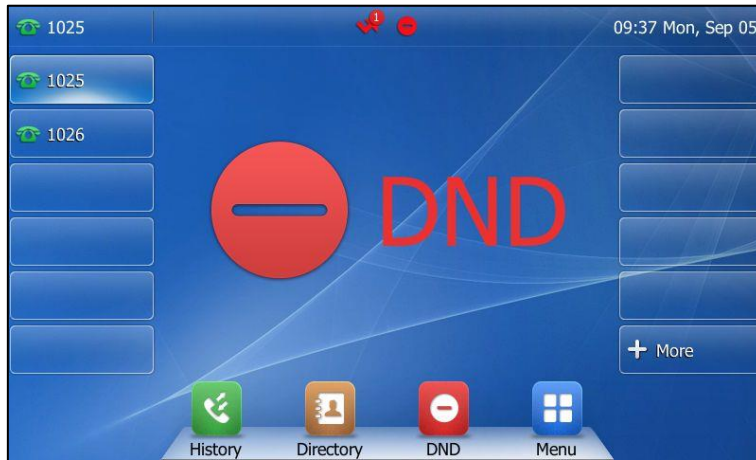 1025
1
09:37 Mon, Sep 05
1025
1026
DND
More
History
Directory
DND
Menu